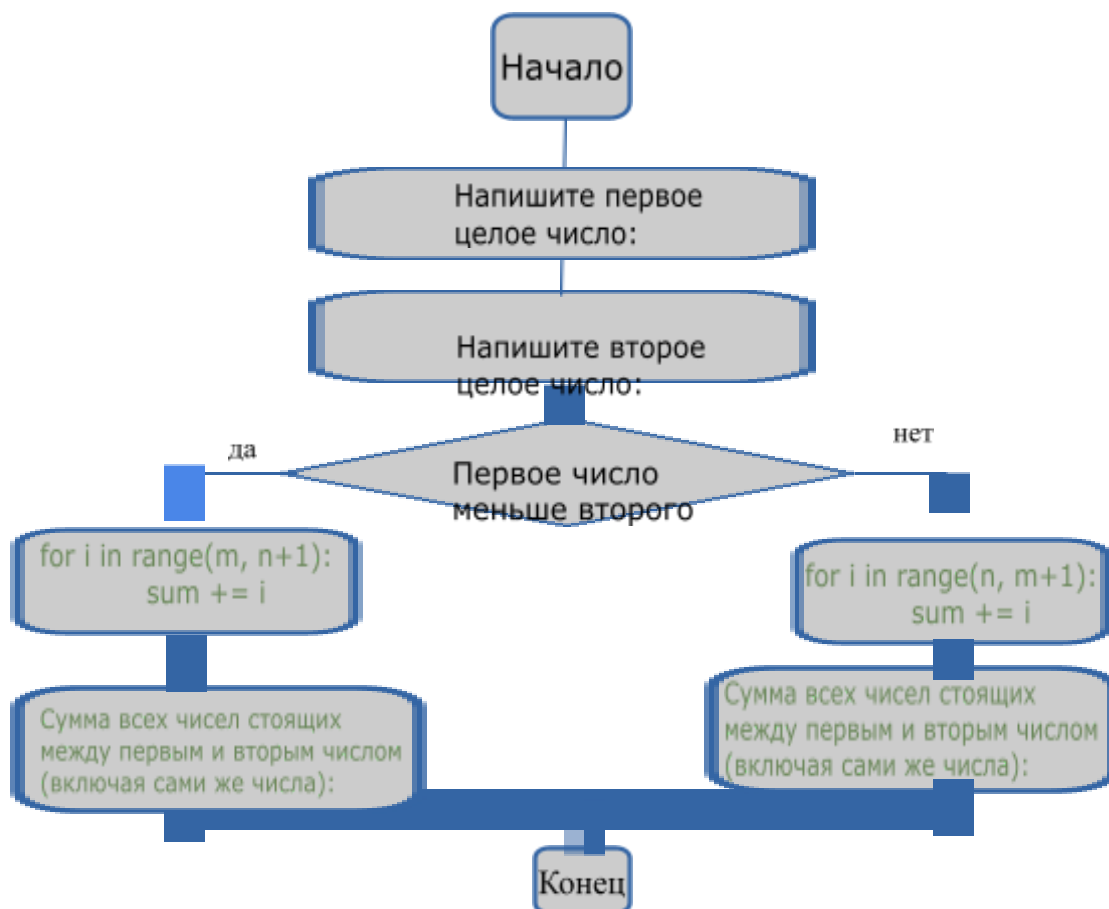 Начало
Напишите первое
целое число:
Напишите второе
целое число:
да
нет
Первое число
меньше второго
for i in range(m, n+1):
sum += i
for i in range(n, m+1):
sum += i
Сумма всех чисел стоящих
между первым и вторым числом
(включая сами же числа):
Сумма всех чисел стоящих
между первым и вторым числом
(включая сами же числа):
Конец